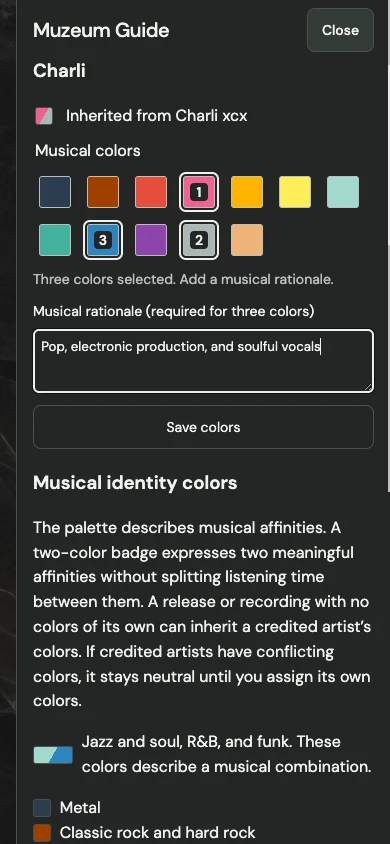 Muzeum Guide
Close
Charli
Inherited from Charli xcx
Musical colors
1
3
2
Three colors selected. Add a musical rationale.
Musical rationale (required for three colors)
Pop, electronic production, and soulful vocals
Save colors
Musical identity colors
The palette describes musical affinities. A
two-color badge expresses two meaningful
affinities without splitting listening time
between them. A release or recording with no
colors of its own can inherit a credited artist’s
colors. If credited artists have conflicting
colors, it stays neutral until you assign its own
colors.
Jazz and soul, R&B, and funk. These
colors describe a musical combination.
Metal
Classic rock and hard rock